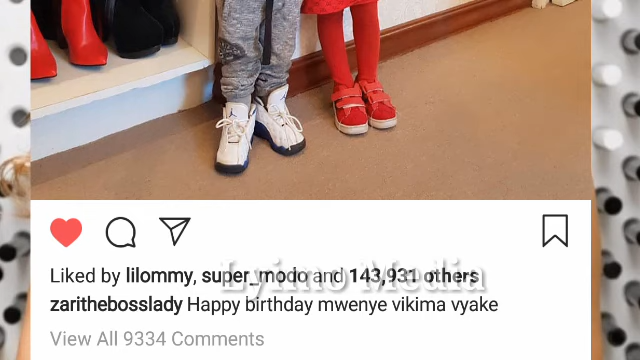 Liked by lilommy, super_modo and 143,931 others
Lyimo Media
zarithebosslady Happy birthday mwenye vikima vyake
View All 9334 Comments